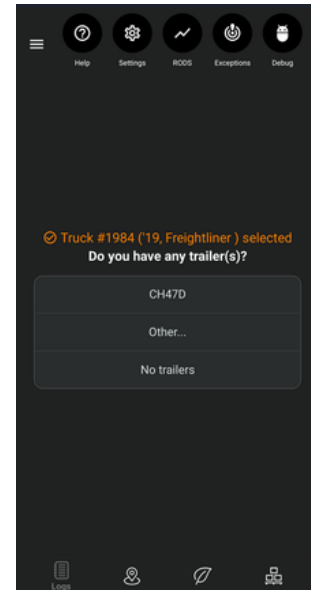 Help
Settings
RODS
Exceptions
Debug
Truck #1984 ('19, Freightliner ) selected
Do you have any trailer(s)?
CH47D
Other...
No trailers
Logs